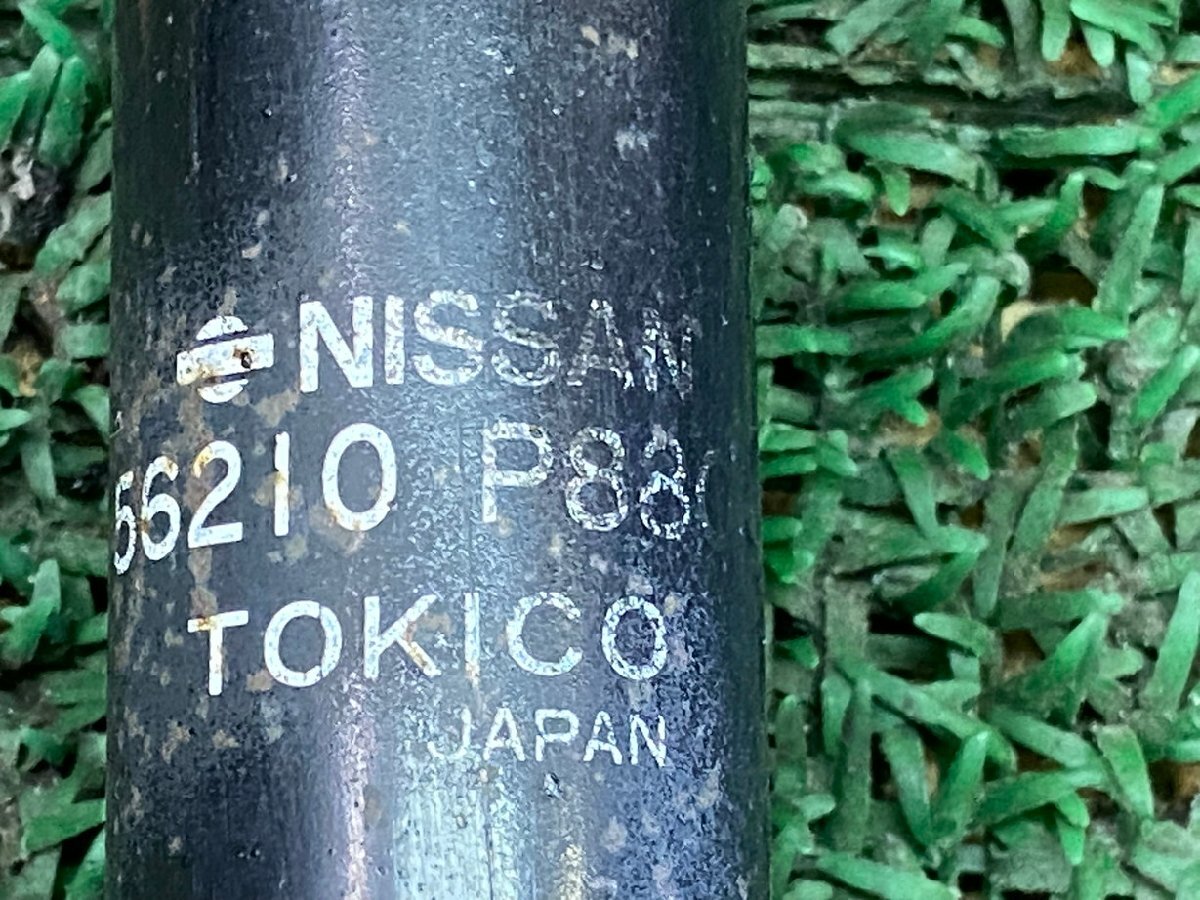 NISSAN
56210 P88
TOKICO
JAPAN